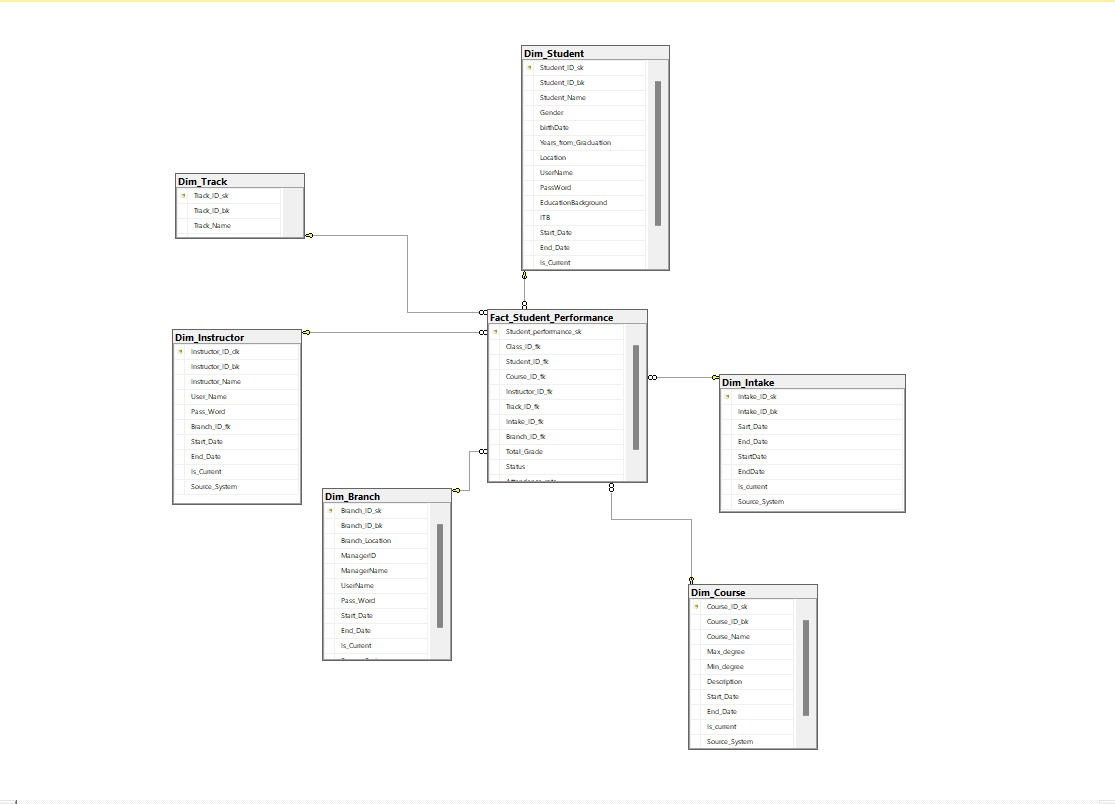 Dim_Student
Student_ID_sk
Student_ID_bk
Student_Name
Gender
birthDate
Years_from_Graduation
Location
UserName
PassWord
EducationBackground
ITB
Start_Date
End_Date
Is_Current
Dim_Track
Track_ID_sk
Track_ID_bk
Track_Name
Fact_Student_Performance
Student_performance_sk
Class_ID_fk
Student_ID_fk
Course_ID_fk
Instructor_ID_fk
Track_ID_fk
Intake_ID_fk
Branch_ID_fk
Total_Grade
Status
Dim_Instructor
Instructor_ID_dk
Instructor_ID_bk
Instructor_Name
User_Name
Pass_Word
Branch_ID_fk
Start_Date
End_Date
Is_Current
Source_System
Dim_Intake
Intake_ID_sk
Intake_ID_bk
Sart_Date
End_Date
StartDate
EndDate
Is_current
Source_System
Dim_Branch
Branch_ID_sk
Branch_ID_bk
Branch_Location
ManagerID
ManagerName
UserName
Pass_Word
Start_Date
End_Date
Is_Current
Dim_Course
Course_ID_sk
Course_ID_bk
Course_Name
Max_degree
Min_degree
Description
Start_Date
End_Date
Is_current
Source_System